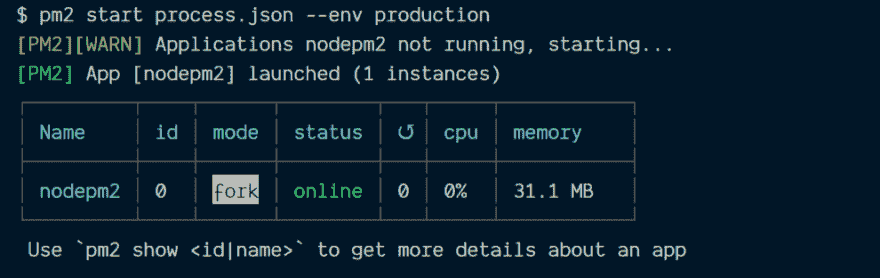 $ pm2 start process.json --env production
[PM2][WARN] Applications nodepm2 not running, starting...
[PM2] App [nodepm2] launched (1 instances)
Name id mode status ↺ cpu memory
nodepm2 0 fork online 0 0% 31.1 MB
Use `pm2 show <id|name>` to get more details about an app